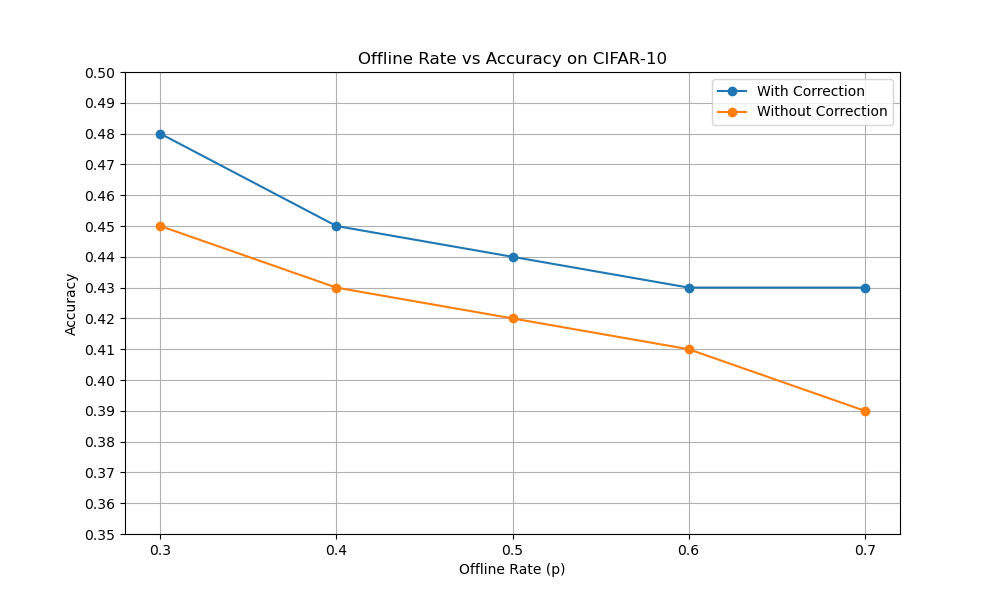 Offline Rate vs Accuracy on CIFAR-10
With Correction
Without Correction
0.50
0.49
0.48
0.47
0.46
0.45
0.44
0.43
0.42
0.41
0.40
0.39
0.38
0.37
0.36
0.35
Accuracy
0.3 0.4 0.5 0.6 0.7
Offline Rate (p)